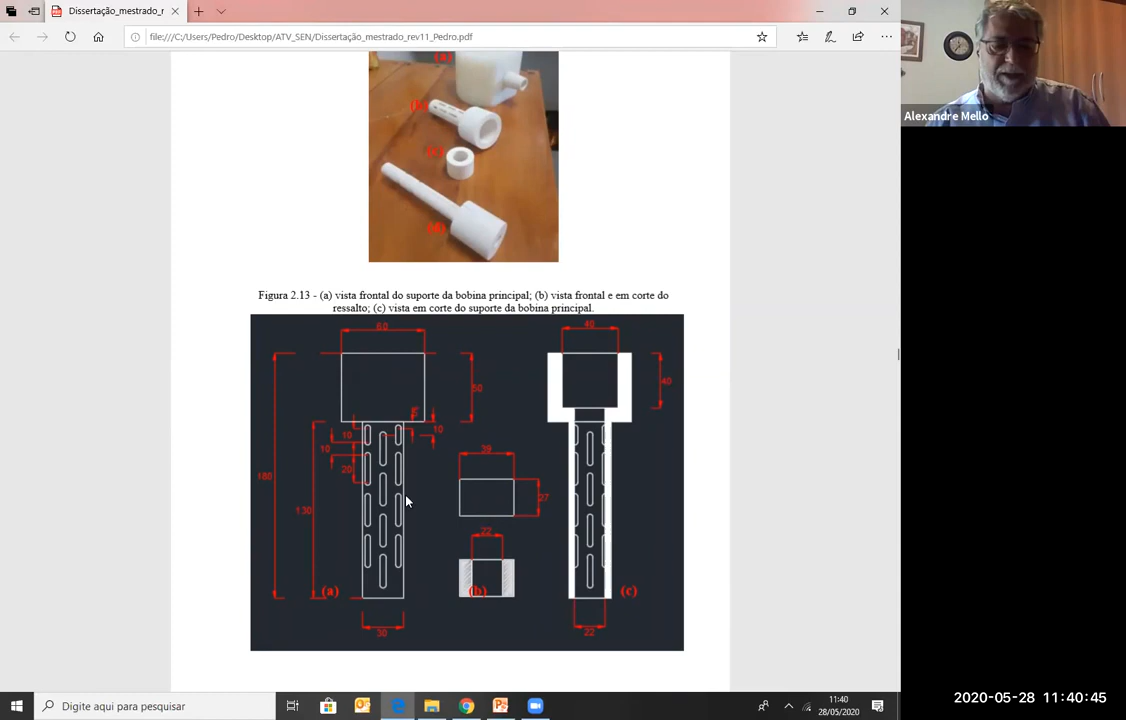 Dissertação_mestrado_r
file:///C:/Users/Pedro/Desktop/ATV_SEN/Dissertação_mestrado_rev11_Pedro.pdf
Alexandre Mello
(a)
(b)
(c)
(d)
Figura 2.13 - (a) vista frontal do suporte da bobina principal; (b) vista frontal e em corte do
ressalto; (c) vista em corte do suporte da bobina principal.
60
40
50
40
10
10
10
20
39
180
27
130
22
(a)
(b)
(c)
30
22
Digite aqui para pesquisar
11:40
28/05/2020
2020-05-28 11:40:45